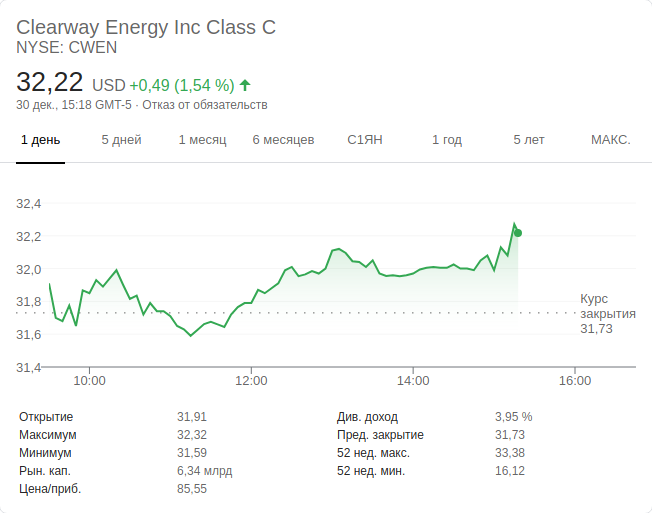 Clearway Energy Inc Class C
NYSE: CWEN
32,22 USD +0,49 (1,54 %)
30 дек., 15:18 GMT-5 · Отказ от обязательств
1 день 5 дней 1 месяц 6 месяцев С1ЯН 1 год 5 лет МАКС.
32,4
32,2
32,0
31,8
31,6
31,4
Курс
закрытия
31,73
10:00 12:00 14:00 16:00
Открытие 31,91 Див. доход 3,95 %
Максимум 32,32 Пред. закрытие 31,73
Минимум 31,59 52 нед. макс. 33,38
Рын. кап. 6,34 млрд 52 нед. мин. 16,12
Цена/приб. 85,55